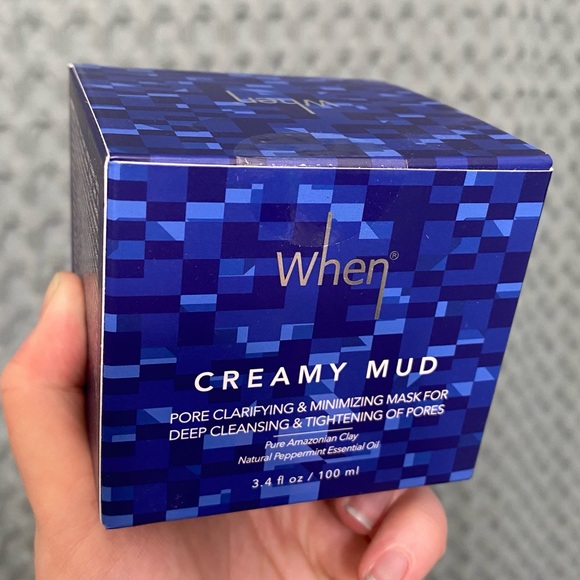 When
When®
CREAMY MUD
PORE CLARIFYING & MINIMIZING MASK FOR
DEEP CLEANSING & TIGHTENING OF PORES
Pure Amazonian Clay
Natural Peppermint Essential Oil
3.4 fl oz / 100 ml